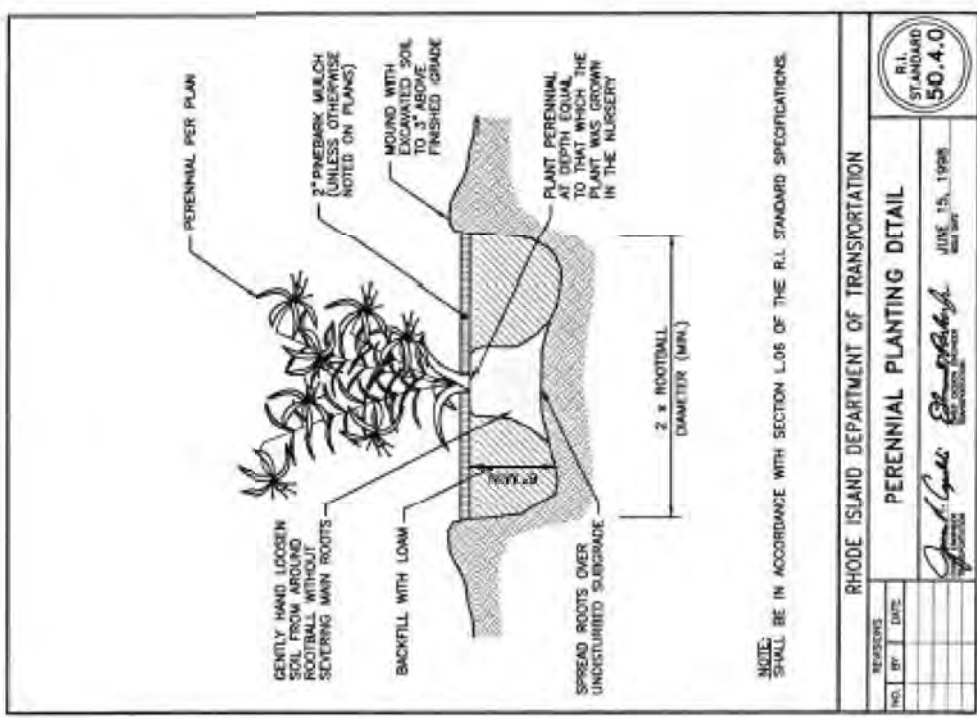 PERENNIAL PER PLAN
2" PINEBARK MULCH
(UNLESS OTHERWISE
NOTED ON PLANS)
MOUND WITH
EXCAVATED SOIL
TO 3" ABOVE
FINISHED GRADE
PLANT PERENNIAL
AT DEPTH EQUAL
TO THAT WHICH THE
PLANT WAS GROWN
IN THE NURSERY
GENTLY HAND LOOSEN
SOIL FROM AROUND
ROOTBALL WITHOUT
SEVERING MAIN ROOTS
BACKFILL WITH LOAM
SPREAD ROOTS OVER
UNDISTURBED SUBGRADE
2 x ROOTBALL
DIAMETER (MIN.)
NOTE:
SHALL BE IN ACCORDANCE WITH SECTION L.06 OF THE R.I. STANDARD SPECIFICATIONS.
RHODE ISLAND DEPARTMENT OF TRANSPORTATION
REVISIONS
NO. BY DATE
PERENNIAL PLANTING DETAIL
JUNE 15, 1998
ISSUE DATE
R.I.
STANDARD
50.4.0